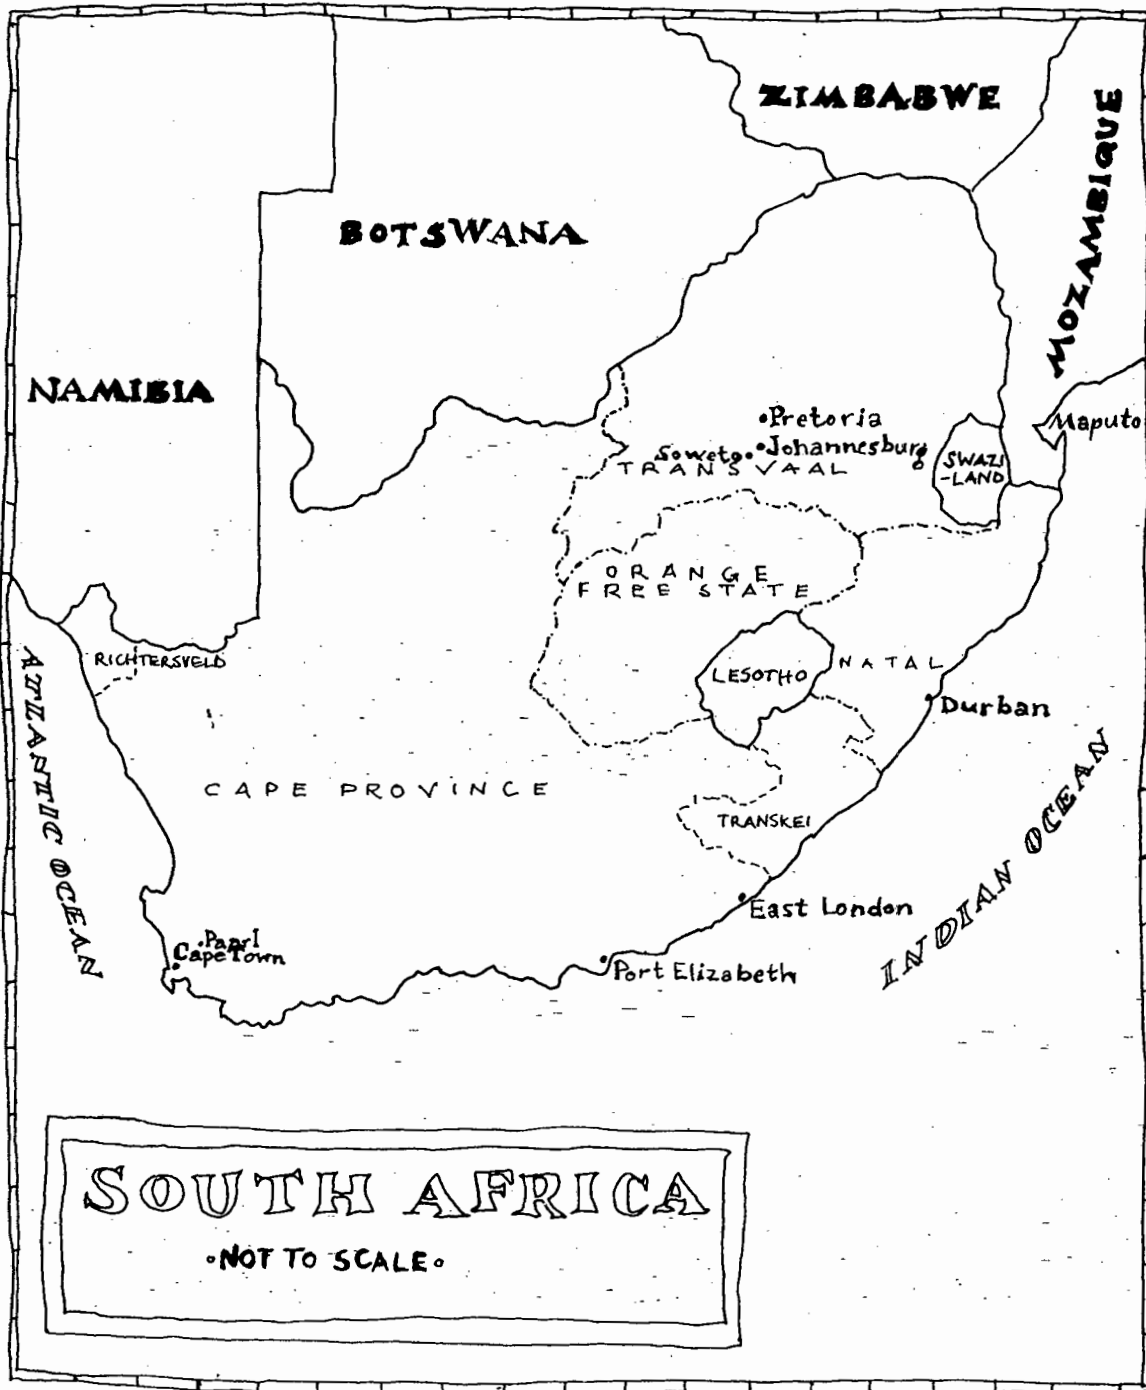 ZIMBABWE
MOZAMBIQUE
BOTSWANA
NAMIBIA
Pretoria
Johannesburg
Soweto
TRANSVAAL
Maputo
SWAZI
-LAND
ORANGE
FREE STATE
RICHTERSVELD
LESOTHO
NATAL
ATLANTIC OCEAN
Durban
CAPE PROVINCE
TRANSKEI
INDIAN OCEAN
East London
Paarl
Cape Town
Port Elizabeth
SOUTH AFRICA
•NOT TO SCALE•